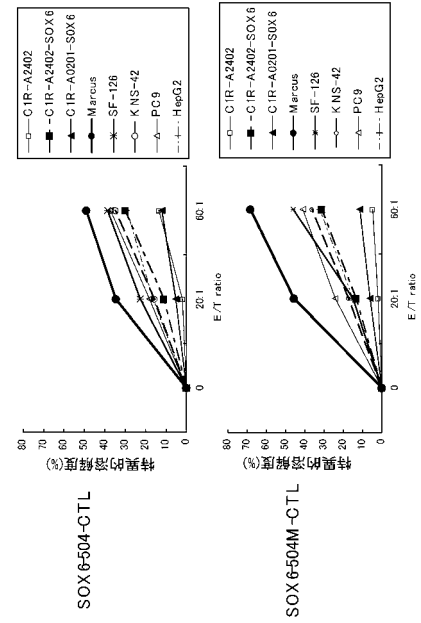 SOX6-504-CTL
特異的溶解度(%)
80
70
60
50
40
30
20
10
0
0
20:1
60:1
E/T ratio
C1R-A2402
C1R-A2402-SOX6
C1R-A0201-SOX6
Marcus
SF-126
KNS-42
PC9
HepG2
SOX6-504M-CTL
特異的溶解度(%)
80
70
60
50
40
30
20
10
0
0
20:1
60:1
E/T ratio
C1R-A2402
C1R-A2402-SOX6
C1R-A0201-SOX6
Marcus
SF-126
KNS-42
PC9
HepG2